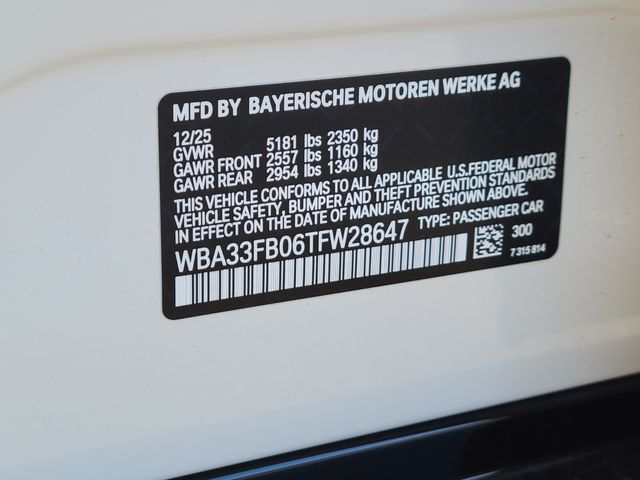 MFD BY BAYERISCHE MOTOREN WERKE AG
12/25
GVWR 5181 lbs 2350 kg
GAWR FRONT 2557 lbs 1160 kg
GAWR REAR 2954 lbs 1340 kg
THIS VEHICLE CONFORMS TO ALL APPLICABLE U.S.FEDERAL MOTOR
VEHICLE SAFETY, BUMPER AND THEFT PREVENTION STANDARDS
IN EFFECT ON THE DATE OF MANUFACTURE SHOWN ABOVE.
WBA33FB06TFW28647 TYPE: PASSENGER CAR
300
7 315 814